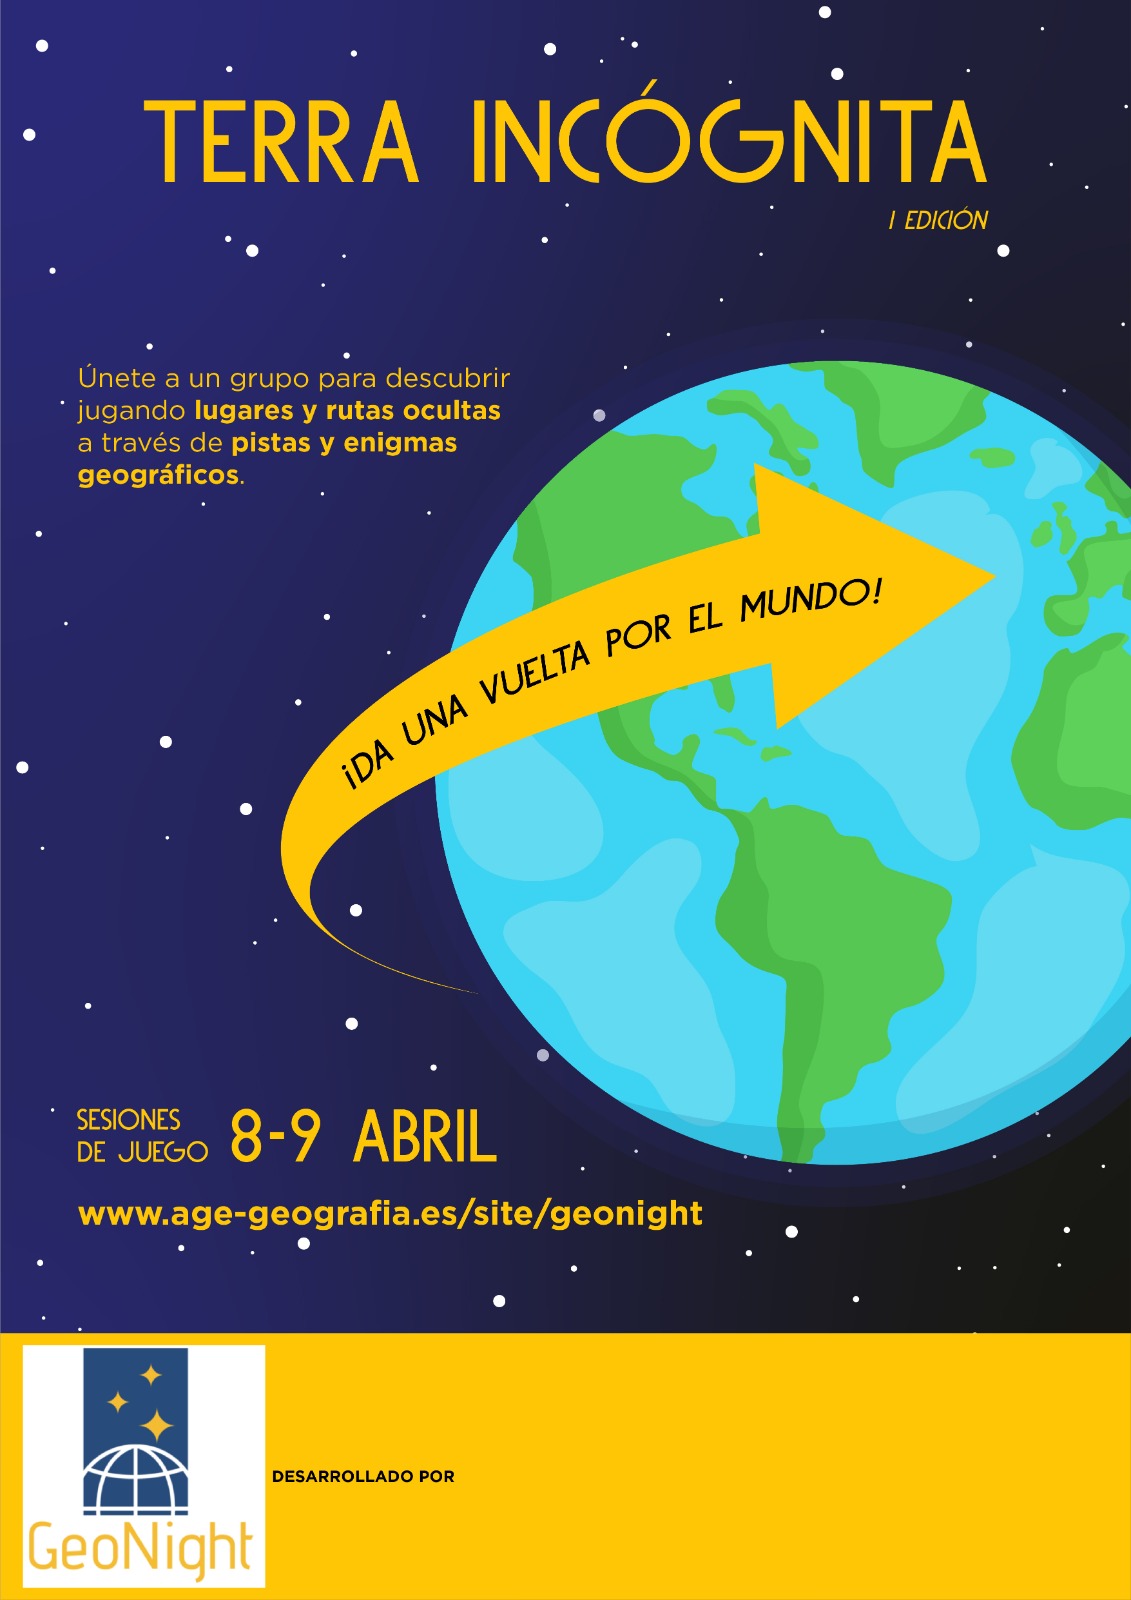 TERRA INCÓGNITA
I EDICIÓN
Únete a un grupo para descubrir
jugando lugares y rutas ocultas
a través de pistas y enigmas
geográficos.
¡DA UNA VUELTA POR EL MUNDO!
SESIONES
DE JUEGO
8-9 ABRIL
www.age-geografia.es/site/geonight
GeoNight
DESARROLLADO POR